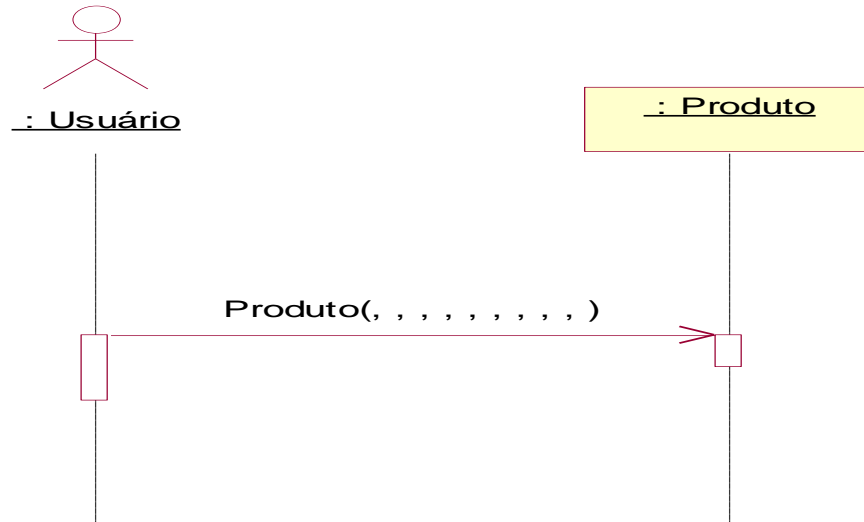 : Usuário
: Produto
Produto(, , , , , , , , , )